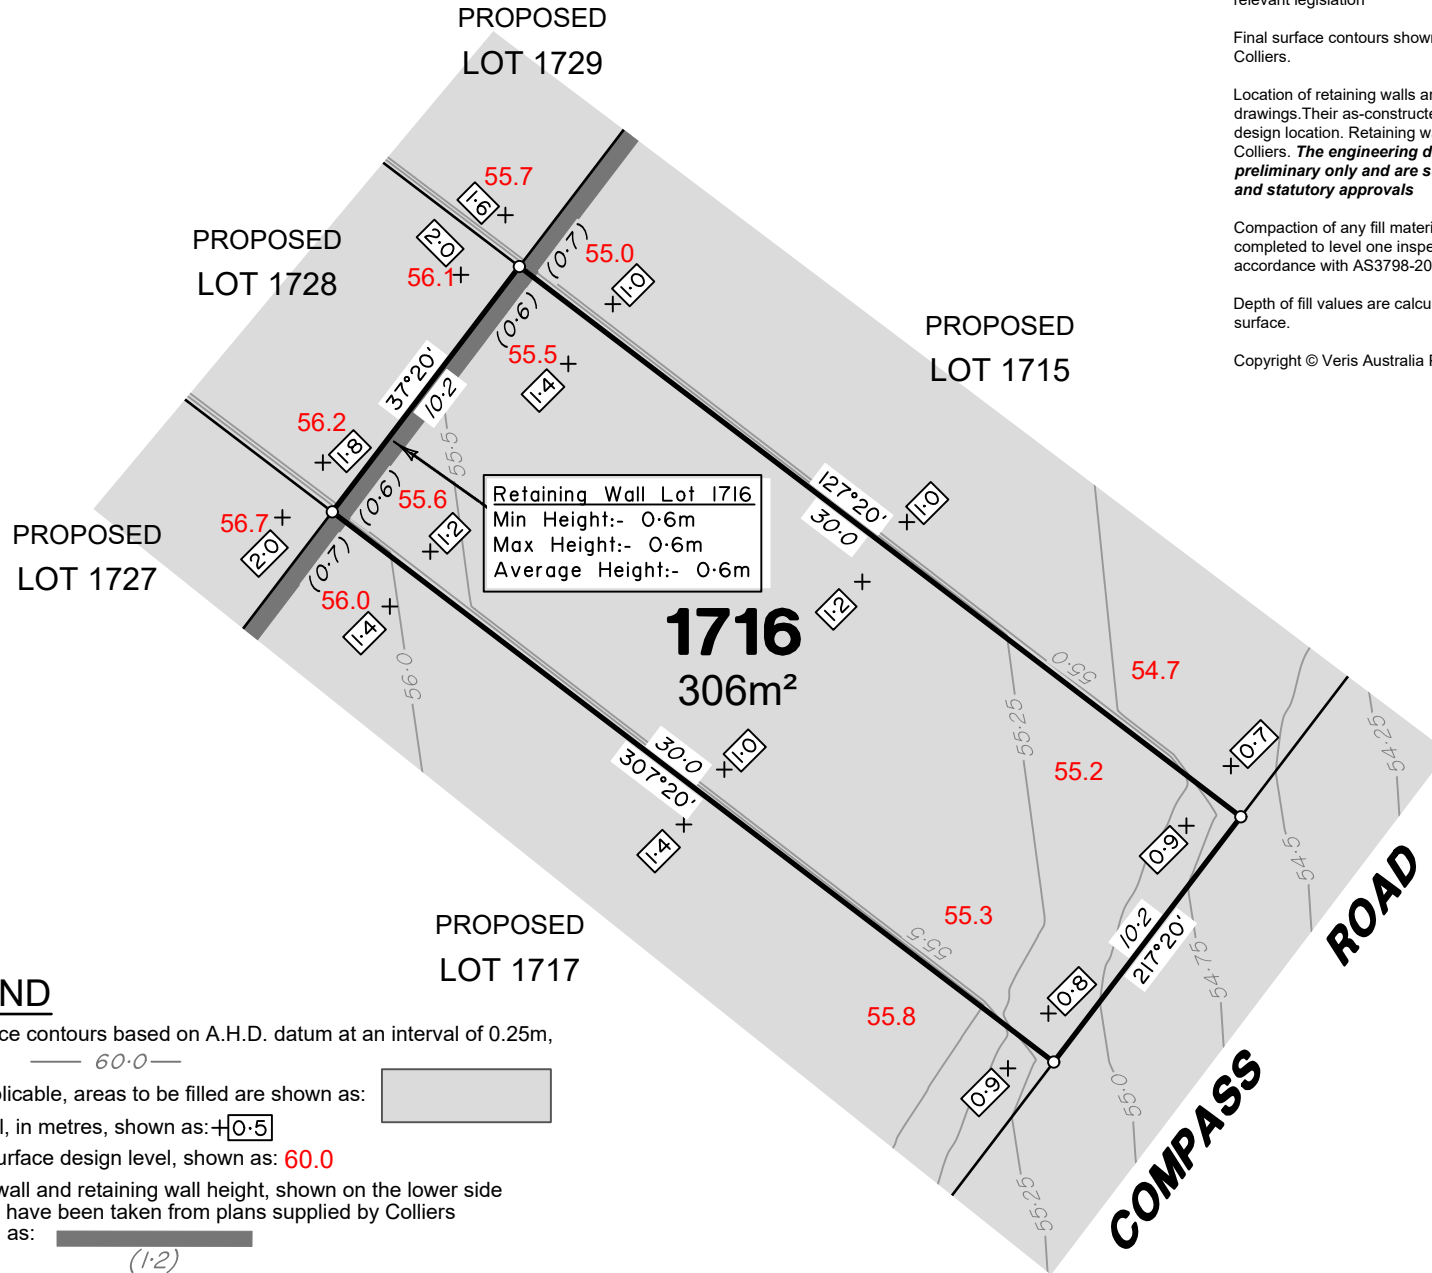 relevant legislation
Final surface contours shown
Colliers.
Location of retaining walls
drawings.Their as-constructed
design location. Retaining
Colliers. The engineering
preliminary only and are
and statutory approvals
Compaction of any fill
completed to level one
accordance with
Depth of fill values are
surface.
Copyright © Veris Australia
PROPOSED
LOT 1729
55.7
1·6
PROPOSED
LOT 1728
2·0
56.1
(0·7)
55.0
1·0
(0·6)
55.5
1·4
PROPOSED
LOT 1715
37°20'
10·2
56.2
1·8
55·5
(0·6)
55.6
1·2
Retaining Wall Lot 1716
Min Height:- 0·6m
Max Height:- 0·6m
Average Height:- 0·6m
127°20'
30·0
1·0
PROPOSED
LOT 1727
56.7
2·0
(0·7)
56.0
1·4
56·0
1·2
1716
306m²
55·0
54.7
55·25
55.2
0·7
54·25
30·0
307°20'
1·0
1·4
0·9
54·5
PROPOSED
LOT 1717
55.3
55·5
10·2
217°20'
54·75
0·8
55.8
0·9
55·0
55·25
COMPASS ROAD
ND
ce contours based on A.H.D. datum at an interval of 0.25m,
60·0
plicable, areas to be filled are shown as:
l, in metres, shown as: + 0·5
urface design level, shown as: 60.0
wall and retaining wall height, shown on the lower side
have been taken from plans supplied by Colliers
as:
(1·2)